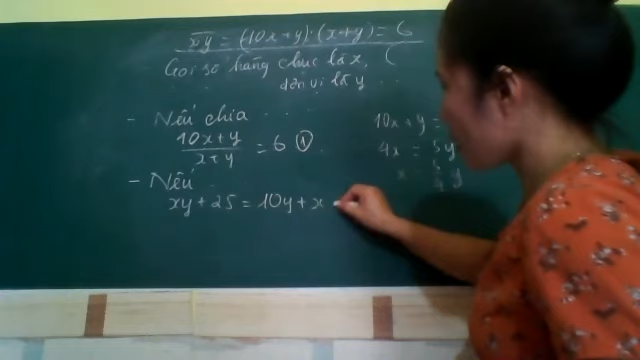 xy = (10x+y):(x+y) = 6
Gọi số hàng chục là x,
đơn vị là y
- Nếu chia
10x+y
x+y
= 6 ①
- Nếu
xy + 25 = 10y + x
10x + y =
4x = 5y
x =